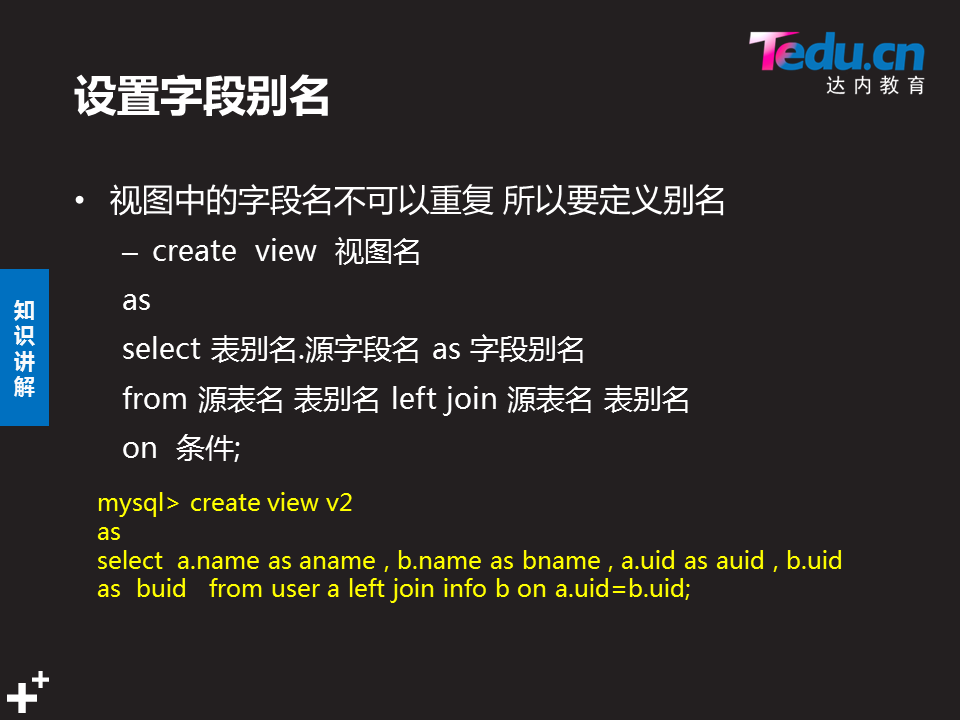 Tedu.cn
达内教育
设置字段别名
• 视图中的字段名不可以重复 所以要定义别名
– create view 视图名
as
select 表别名.源字段名 as 字段别名
from 源表名 表别名 left join 源表名 表别名
on 条件;
知
识
讲
解
mysql> create view v2
as
select a.name as aname , b.name as bname , a.uid as auid , b.uid
as buid from user a left join info b on a.uid=b.uid;